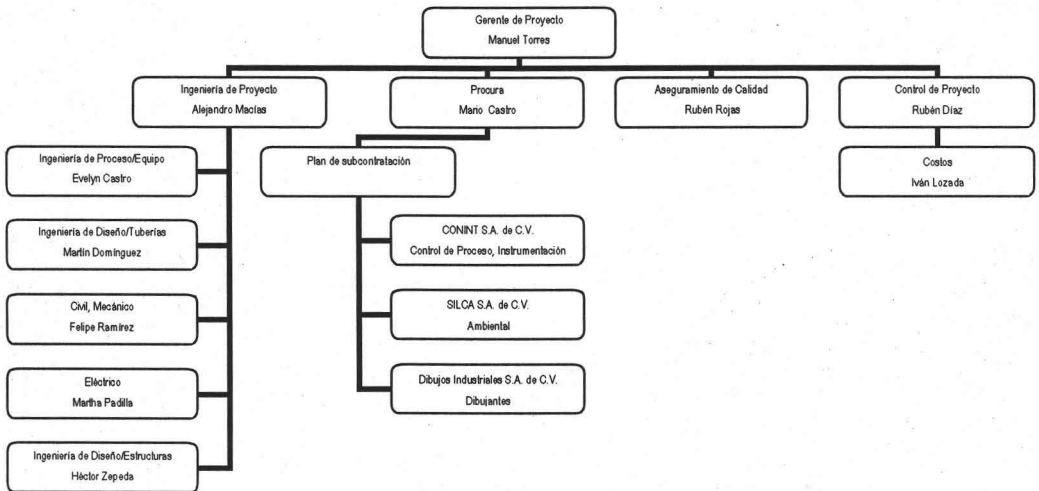 Gerente de Proyecto
Manuel Torres
Ingeniería de Proyecto
Alejandro Macías
Procura
Mario Castro
Aseguramiento de Calidad
Rubén Rojas
Control de Proyecto
Rubén Díaz
Ingeniería de Proceso/Equipo
Evelyn Castro
Plan de subcontratación
Costos
Iván Lozada
Ingeniería de Diseño/Tuberías
Martín Domínguez
CONINT S.A. de C.V.
Control de Proceso, Instrumentación
Civil, Mecánico
Felipe Ramírez
SILCA S.A. de C.V.
Ambiental
Eléctrico
Martha Padilla
Dibujos Industriales S.A. de C.V.
Dibujantes
Ingeniería de Diseño/Estructuras
Héctor Zepeda